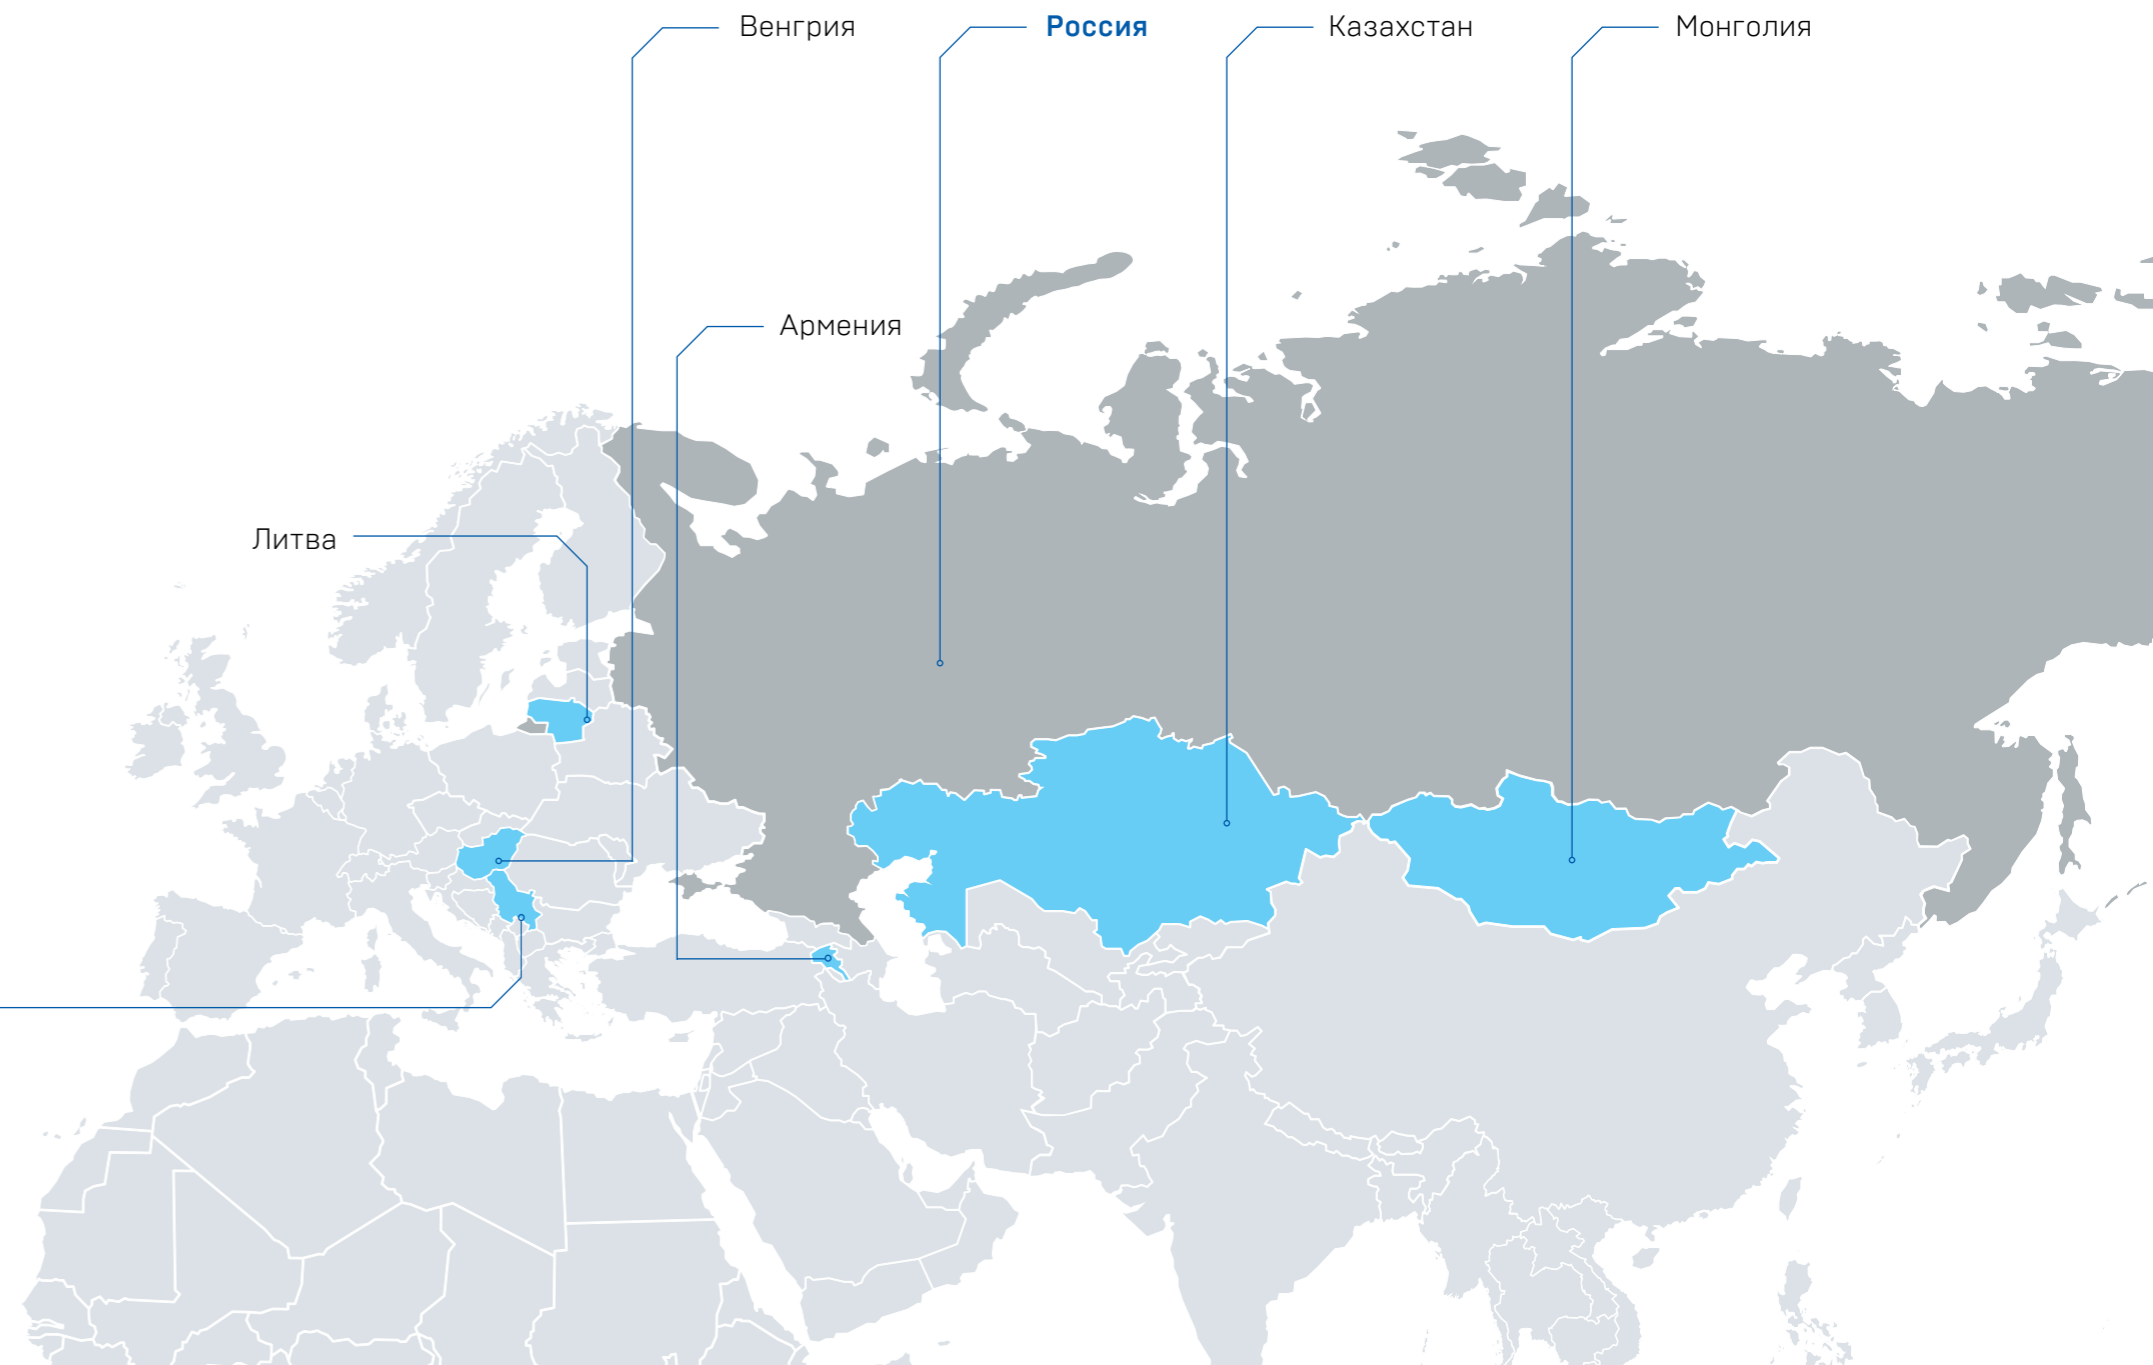 Венгрия
Россия
Казахстан
Монголия
Армения
Литва